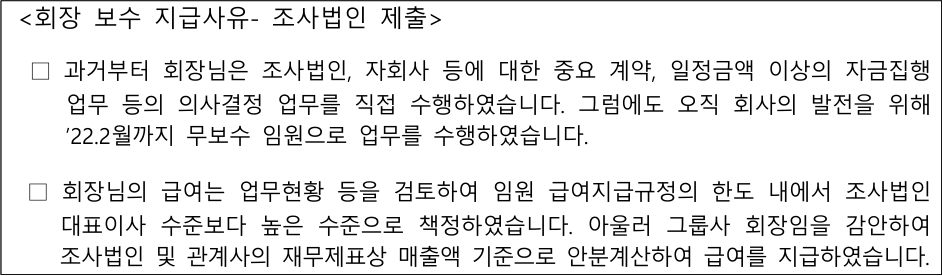 <회장 보수 지급사유- 조사법인 제출>
□ 과거부터 회장님은 조사법인, 자회사 등에 대한 중요 계약, 일정금액 이상의 자금집행
업무 등의 의사결정 업무를 직접 수행하였습니다. 그럼에도 오직 회사의 발전을 위해
’22.2월까지 무보수 임원으로 업무를 수행하였습니다.
□ 회장님의 급여는 업무현황 등을 검토하여 임원 급여지급규정의 한도 내에서 조사법인
대표이사 수준보다 높은 수준으로 책정하였습니다. 아울러 그룹사 회장임을 감안하여
조사법인 및 관계사의 재무제표상 매출액 기준으로 안분계산하여 급여를 지급하였습니다.